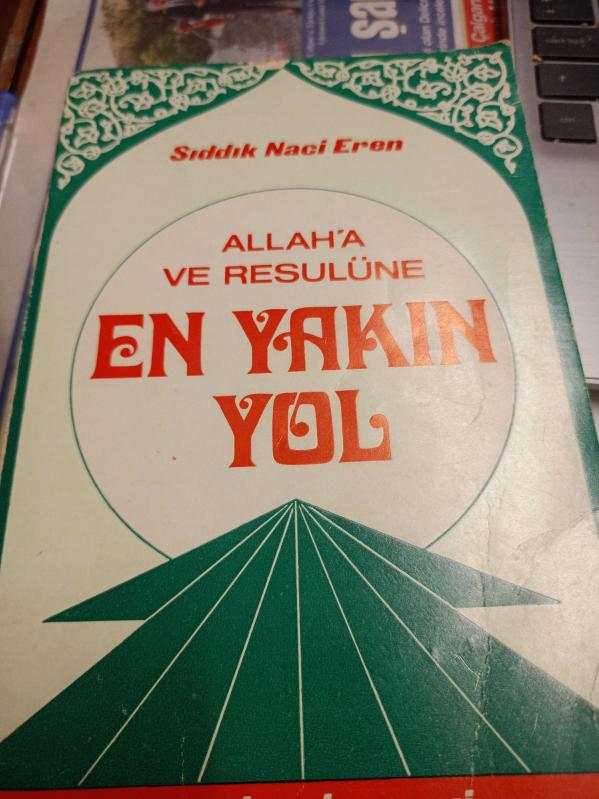 Sıddık Naci Eren
ALLAH'A
VE RESULÜNE
EN YAKIN
YOL